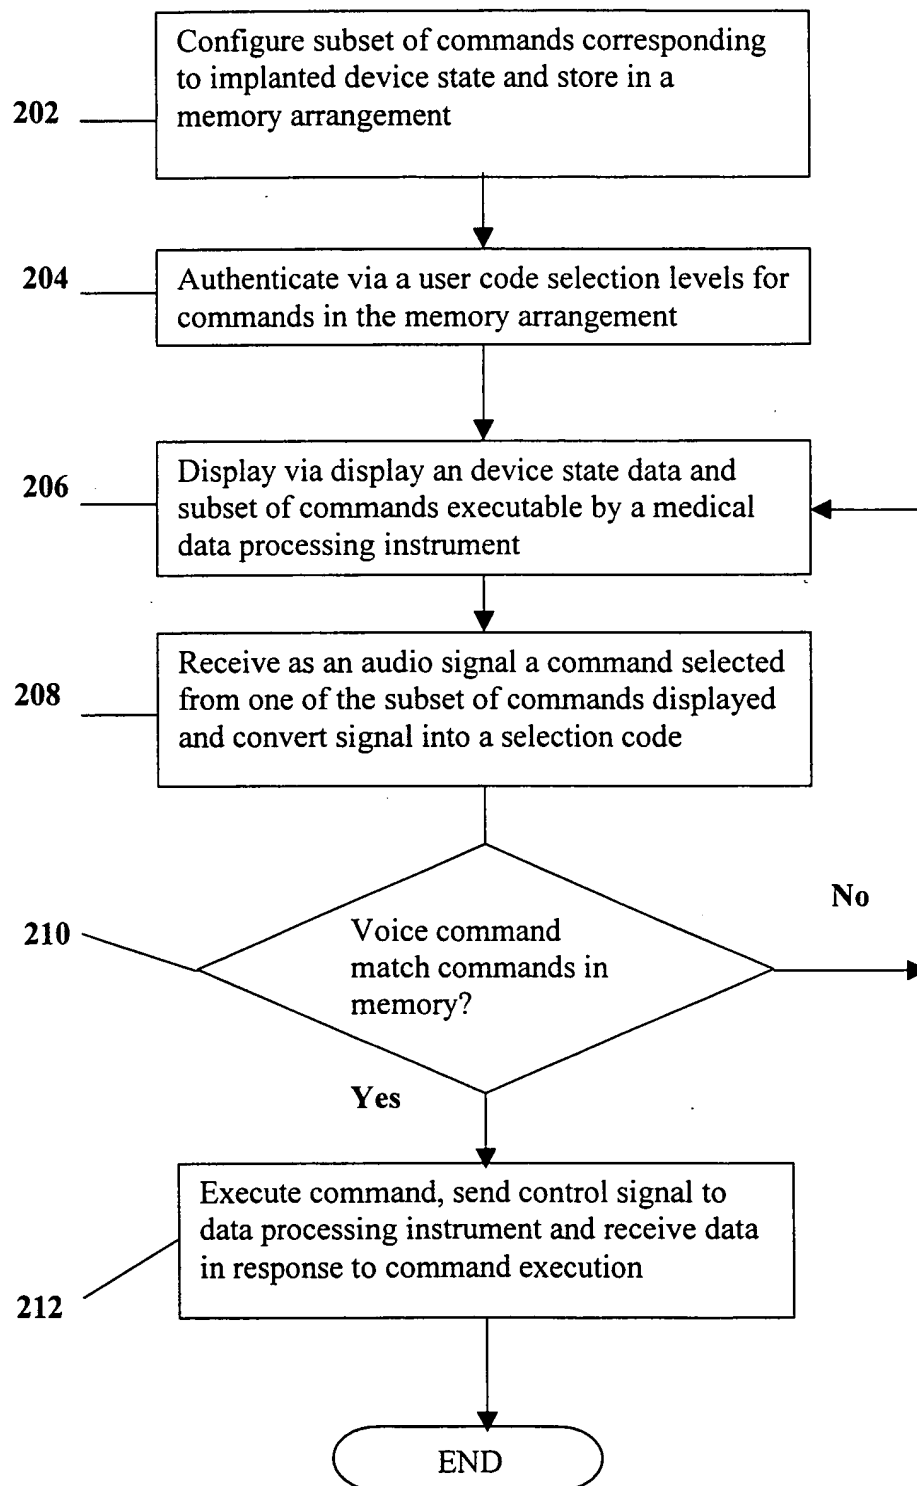 Configure subset of commands corresponding
to implanted device state and store in a
memory arrangement
202
204
Authenticate via a user code selection levels for
commands in the memory arrangement
206
Display via display an device state data and
subset of commands executable by a medical
data processing instrument
208
Receive as an audio signal a command selected
from one of the subset of commands displayed
and convert signal into a selection code
No
210
Voice command
match commands in
memory?
Yes
Execute command, send control signal to
data processing instrument and receive data
in response to command execution
212
END